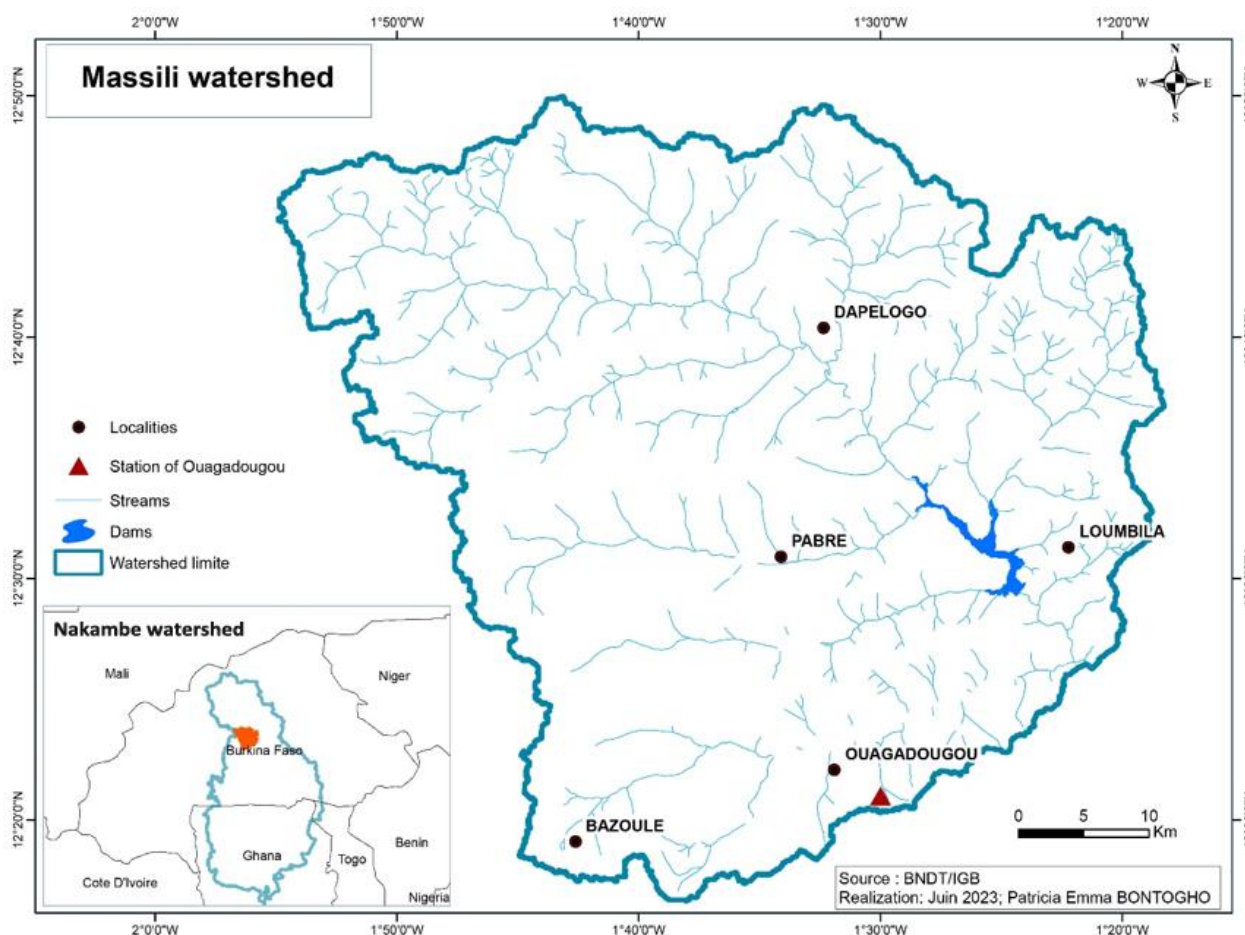 2°0'0"W 1°50'0"W 1°40'0"W 1°30'0"W 1°20'0"W
Massili watershed
N
W E
S
12°50'0"N
12°40'0"N
12°30'0"N
12°20'0"N
DAPELOGO
Localities
Station of Ouagadougou
Streams
Dams
Watershed limite
PABRE
LOUMBILA
OUAGADOUGOU
BAZOULE
Nakambe watershed
Mali
Niger
Burkina Faso
Benin
Ghana
Togo
Cote D'Ivoire
Nigeria
0 5 10
Km
Source : BNDT/IGB
Realization: Juin 2023; Patricia Emma BONTOGHO
2°0'0"W 1°50'0"W 1°40'0"W 1°30'0"W 1°20'0"W